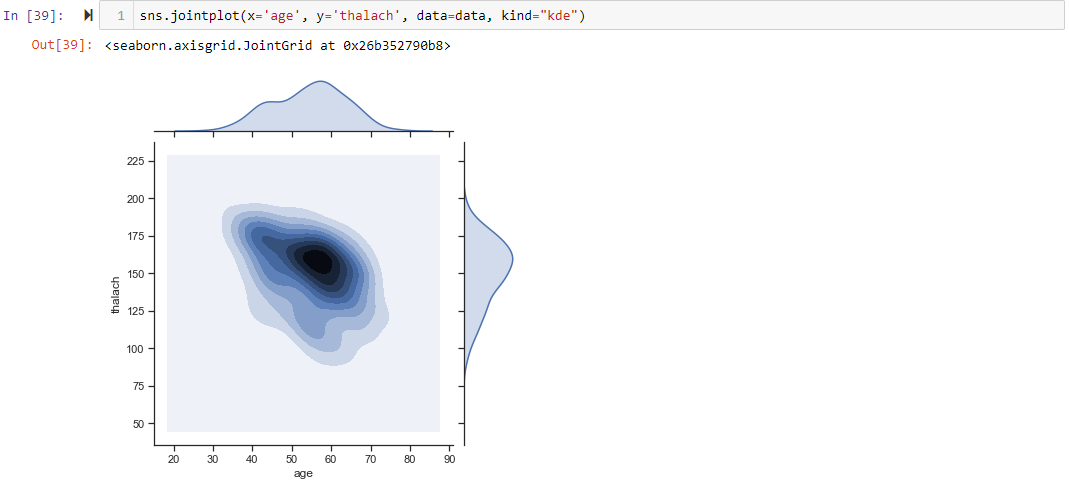 In [39]: 1 sns.jointplot(x='age', y='thalach', data=data, kind="kde")
Out[39]: <seaborn.axisgrid.JointGrid at 0x26b352790b8>
225
200
175
150
125
100
75
50
thalach
20 30 40 50 60 70 80 90
age